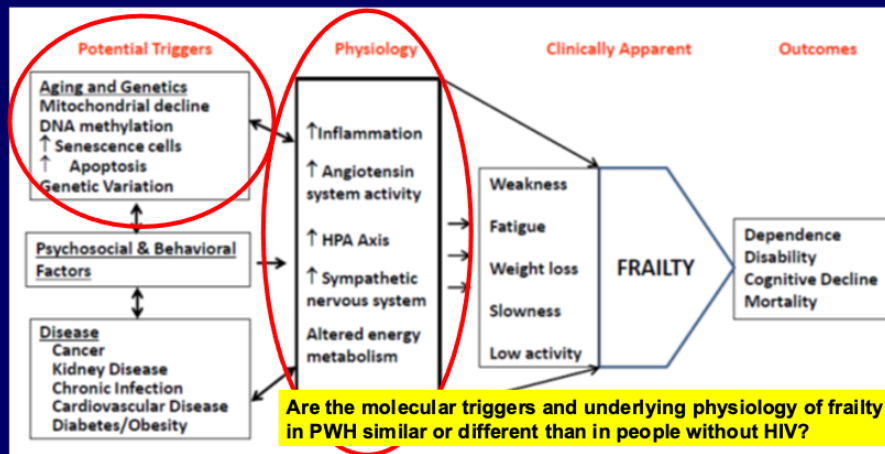 Potential Triggers
Physiology
Clinically Apparent
Outcomes
Aging and Genetics
Mitochondrial decline
DNA methylation
↑ Senescence cells
↑ Apoptosis
Genetic Variation
Psychosocial & Behavioral
Factors
Disease
Cancer
Kidney Disease
Chronic Infection
Cardiovascular Disease
Diabetes/Obesity
↑Inflammation
↑ Angiotensin
system activity
↑ HPA Axis
↑ Sympathetic
nervous system
Altered energy
metabolism
Weakness
Fatigue
Weight loss
Slowness
Low activity
FRAILTY
Dependence
Disability
Cognitive Decline
Mortality
Are the molecular triggers and underlying physiology of frailty
in PWH similar or different than in people without HIV?